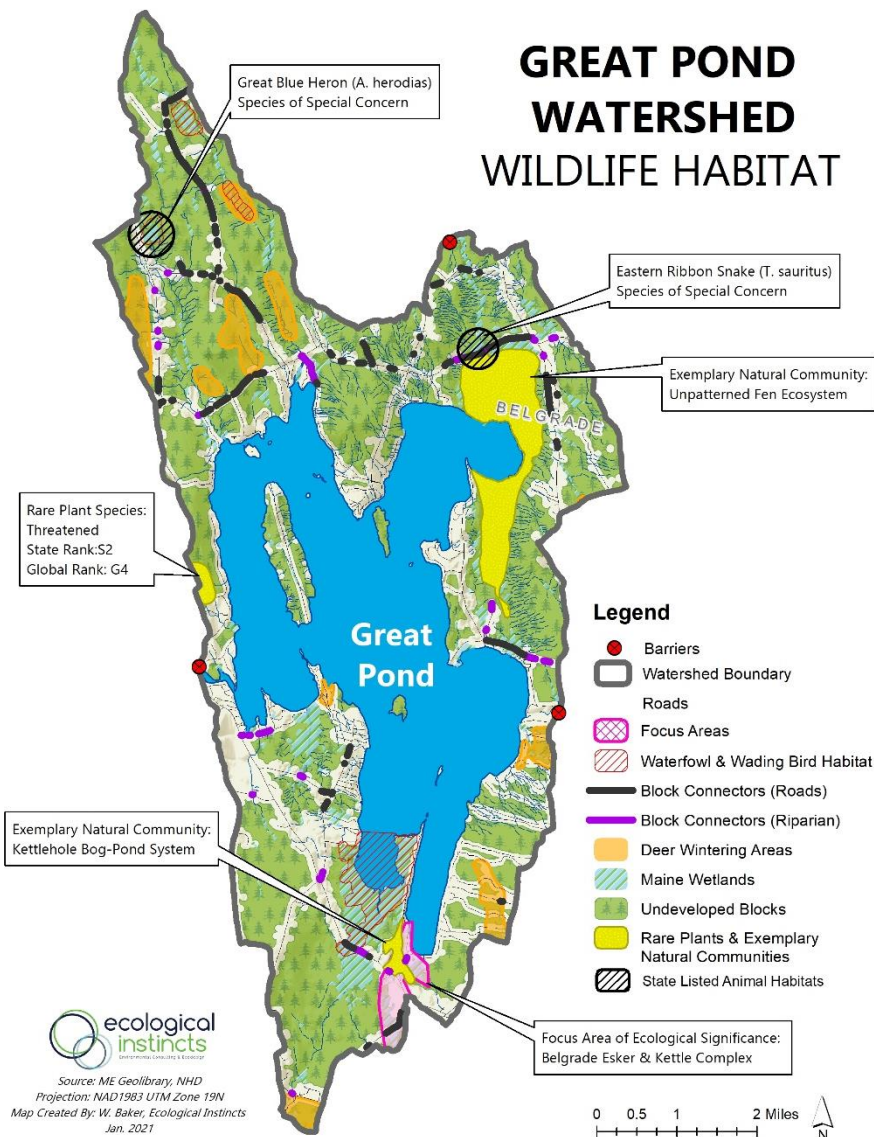 GREAT POND
WATERSHED
WILDLIFE HABITAT
Great Blue Heron (A. herodias)
Species of Special Concern
Eastern Ribbon Snake (T. sauritus)
Species of Special Concern
Exemplary Natural Community:
Unpatterned Fen Ecosystem
BELGRADE
Rare Plant Species:
Threatened
State Rank:S2
Global Rank: G4
Great
Pond
Exemplary Natural Community:
Kettlehole Bog-Pond System
Legend
Barriers
Watershed Boundary
Roads
Focus Areas
Waterfowl & Wading Bird Habitat
Block Connectors (Roads)
Block Connectors (Riparian)
Deer Wintering Areas
Maine Wetlands
Undeveloped Blocks
Rare Plants & Exemplary
Natural Communities
State Listed Animal Habitats
Focus Area of Ecological Significance:
Belgrade Esker & Kettle Complex
ecological
instincts
Environmental Consulting & Ecodesign
Source: ME Geolibrary, NHD
Projection: NAD1983 UTM Zone 19N
Map Created By: W. Baker, Ecological Instincts
Jan. 2021
0 0.5 1 2 Miles
N